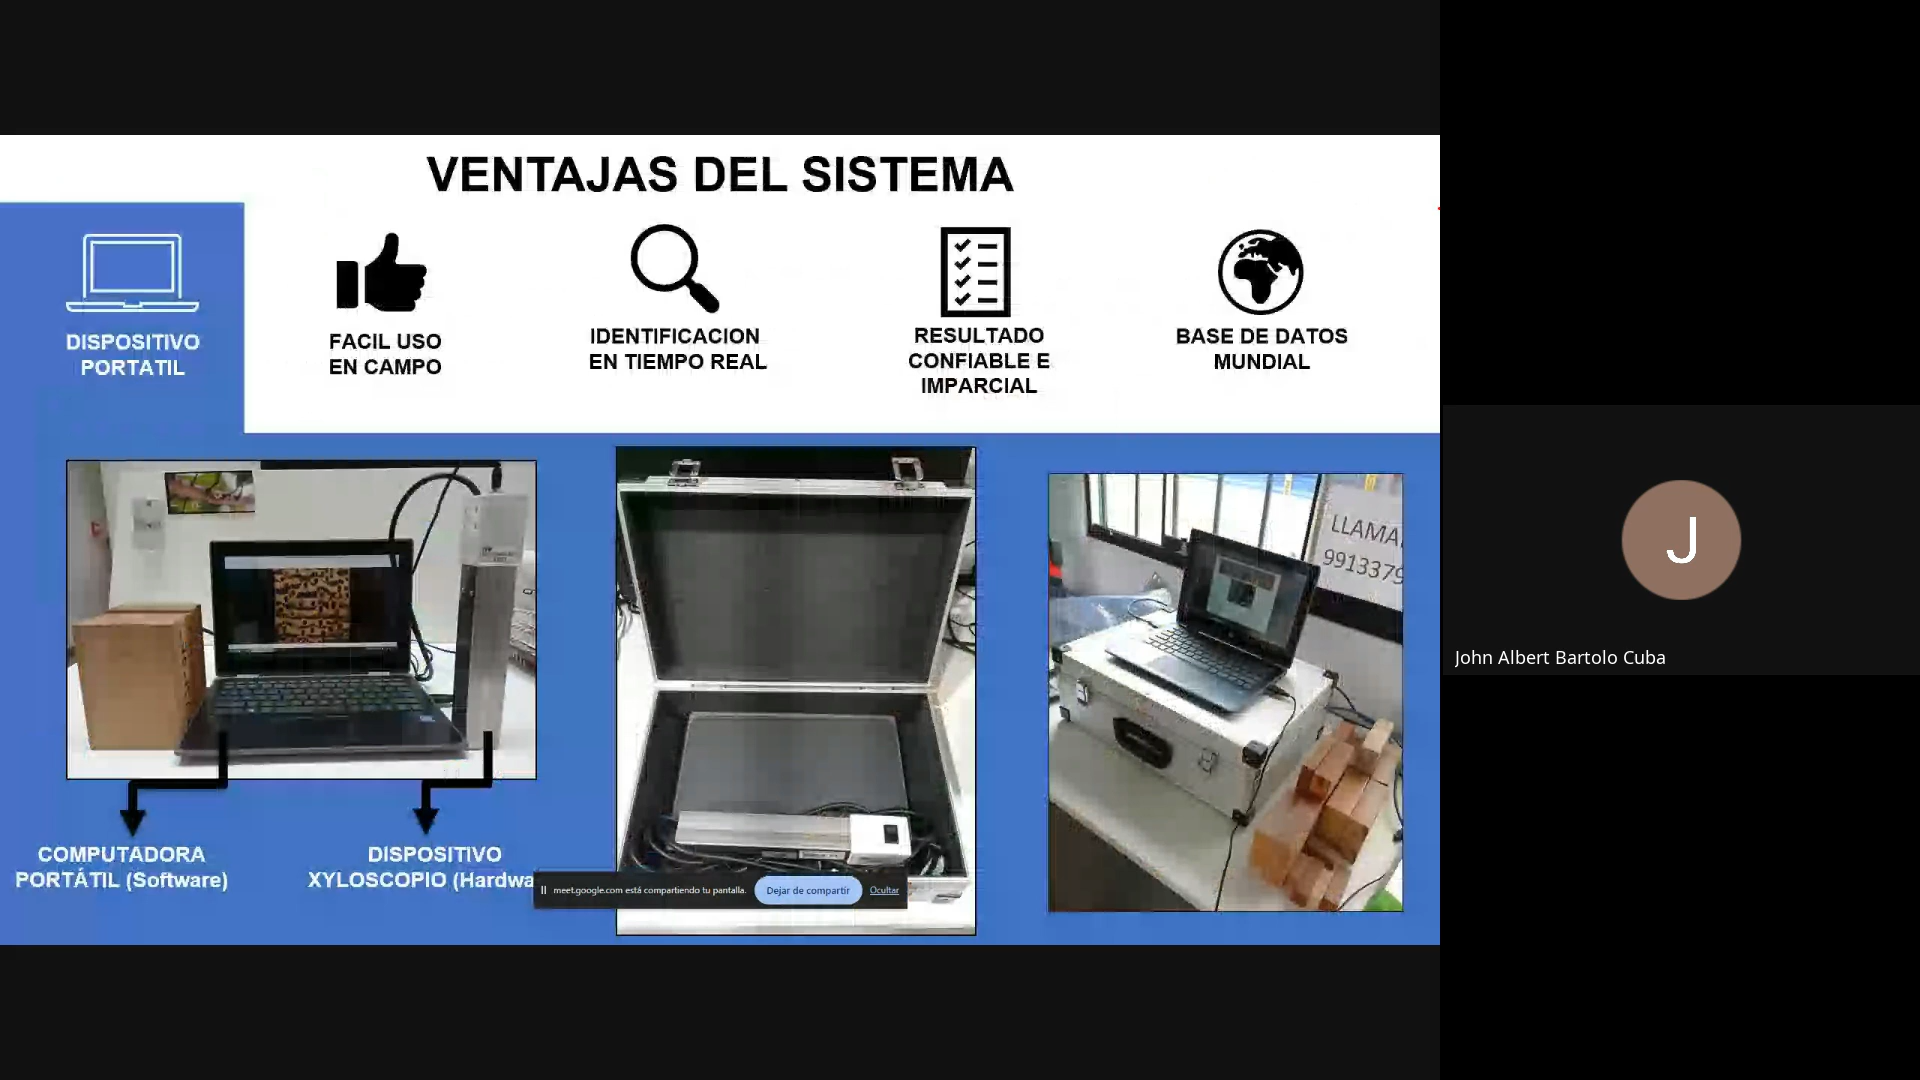 VENTAJAS DEL SISTEMA
DISPOSITIVO
PORTATIL
FACIL USO
EN CAMPO
IDENTIFICACION
EN TIEMPO REAL
RESULTADO
CONFIABLE E
IMPARCIAL
BASE DE DATOS
MUNDIAL
LLAMA
9913379
COMPUTADORA
PORTÁTIL (Software)
DISPOSITIVO
XYLOSCOPIO (Hardwa
meet.google.com está compartiendo tu pantalla.
Dejar de compartir
Ocultar
J
John Albert Bartolo Cuba